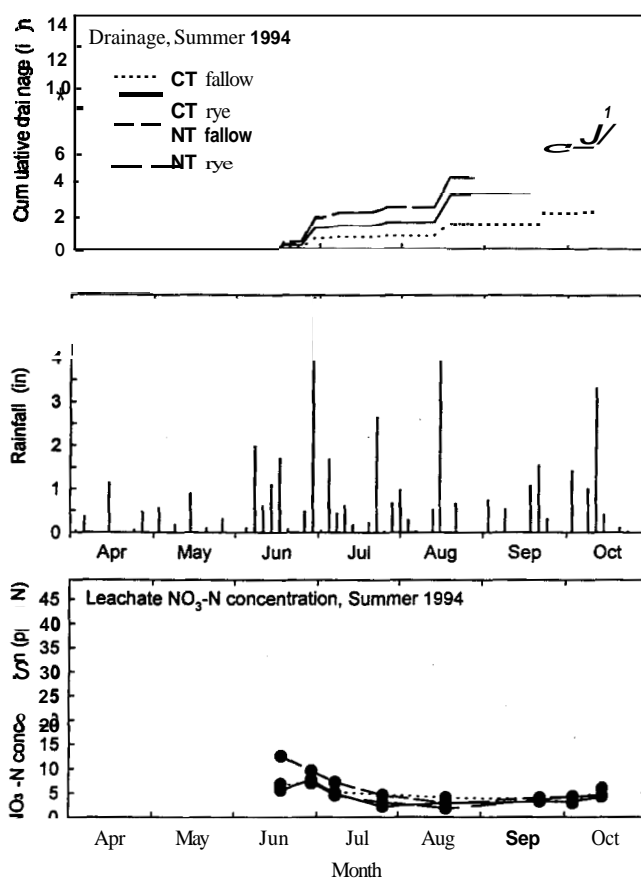 Drainage, Summer 1994
CT fallow
CT rye
NT fallow
NT rye
14
12
6
4
2
0
Rainfall (in)
4
3
2
1
0
Apr May Jun Jul Aug Sep Oct
Leachate NO₃-N concentration, Summer 1994
45
40
35
30
25
15
10
5
0
Apr May Jun Jul Aug Sep Oct
Month